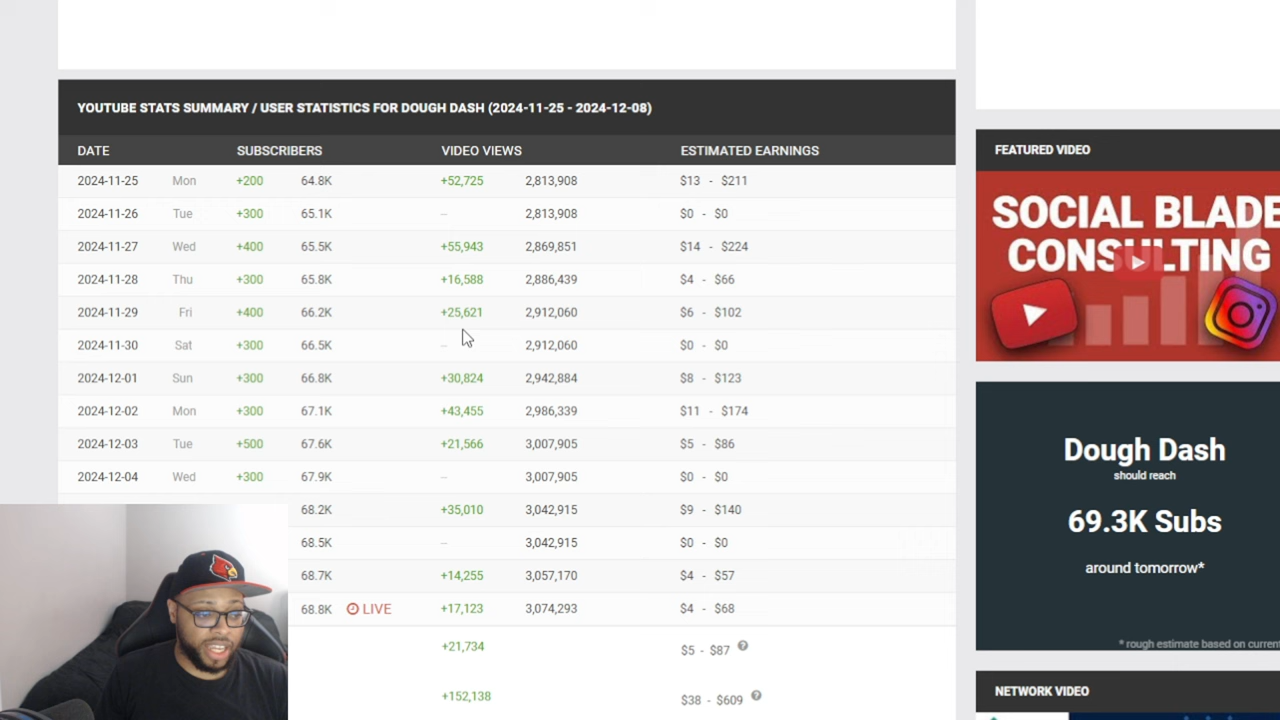 YOUTUBE STATS SUMMARY / USER STATISTICS FOR DOUGH DASH (2024-11-25 - 2024-12-08)
DATE SUBSCRIBERS VIDEO VIEWS ESTIMATED EARNINGS
2024-11-25 Mon +200 64.8K +52,725 2,813,908 $13 - $211
2024-11-26 Tue +300 65.1K -- 2,813,908 $0 - $0
2024-11-27 Wed +400 65.5K +55,943 2,869,851 $14 - $224
2024-11-28 Thu +300 65.8K +16,588 2,886,439 $4 - $66
2024-11-29 Fri +400 66.2K +25,621 2,912,060 $6 - $102
2024-11-30 Sat +300 66.5K -- 2,912,060 $0 - $0
2024-12-01 Sun +300 66.8K +30,824 2,942,884 $8 - $123
2024-12-02 Mon +300 67.1K +43,455 2,986,339 $11 - $174
2024-12-03 Tue +500 67.6K +21,566 3,007,905 $5 - $86
2024-12-04 Wed +300 67.9K -- 3,007,905 $0 - $0
68.2K +35,010 3,042,915 $9 - $140
68.5K -- 3,042,915 $0 - $0
68.7K +14,255 3,057,170 $4 - $57
68.8K LIVE +17,123 3,074,293 $4 - $68
+21,734 $5 - $87
+152,138 $38 - $609
FEATURED VIDEO
SOCIAL BLADE
CONSULTING
Dough Dash
should reach
69.3K Subs
around tomorrow*
* rough estimate based on current
NETWORK VIDEO